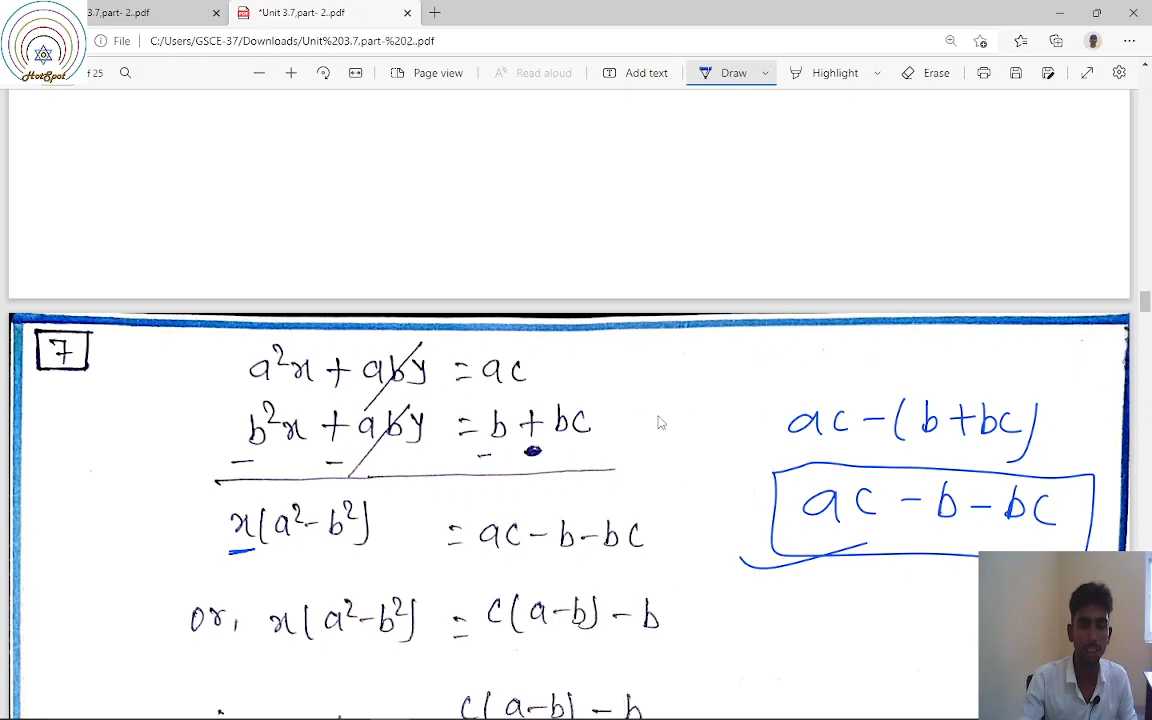 3.7,part- 2..pdf
*Unit 3.7,part- 2..pdf
HotSpot
File
C:/Users/GSCE-37/Downloads/Unit%203.7.part-%202..pdf
of 25
Page view
Read aloud
Add text
Draw
Highlight
Erase
7
a²x + aby = ac
b²x + aby = b + bc
x(a²-b²) = ac - b - bc
or, x(a²-b²) = c(a-b) - b
c(a-b) - b
ac - (b+bc)
ac - b - bc